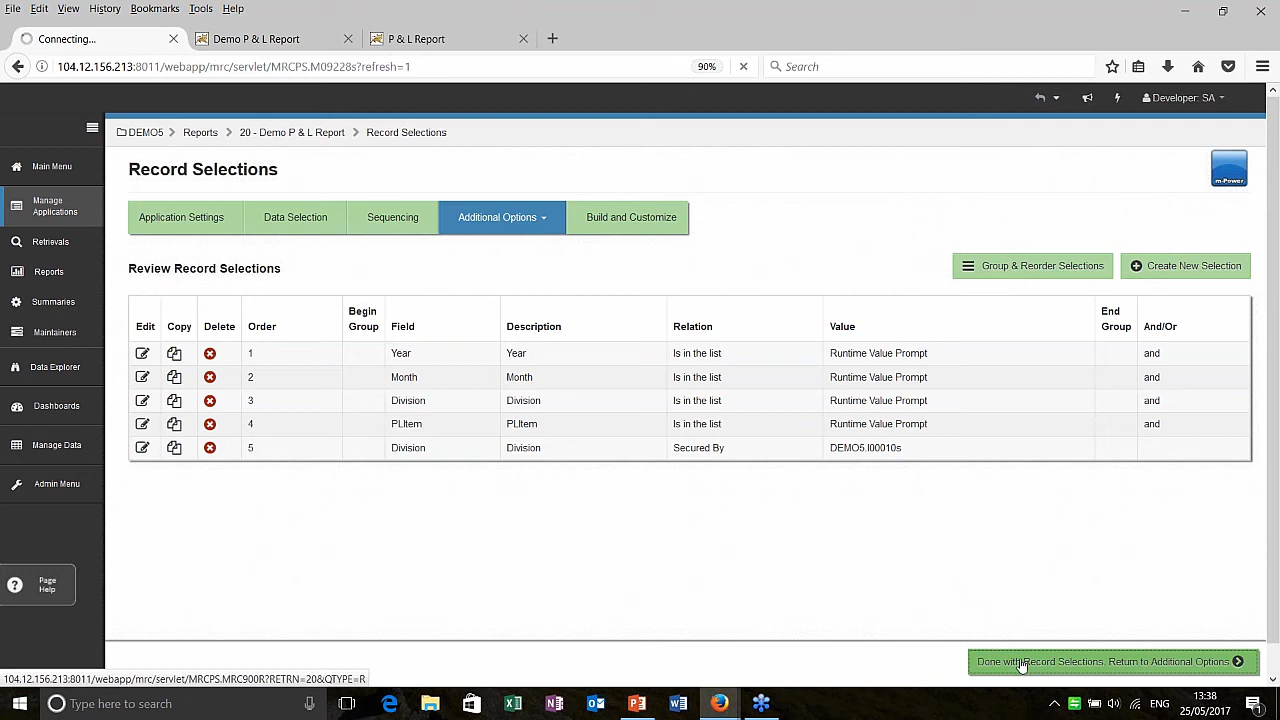 File Edit View History Bookmarks Tools Help
Connecting... Demo P & L Report P & L Report
104.12.156.213:8011/webapp/mrc/servlet/MRCPS.M09228s?refresh=1 90% Search
Developer: SA
DEMO5 Reports 20 - Demo P & L Report Record Selections
Main Menu
Manage Applications
Retrievals
Reports
Summaries
Maintainers
Data Explorer
Dashboards
Manage Data
Admin Menu
Page Help
Record Selections
m-Power
Application Settings Data Selection Sequencing Additional Options Build and Customize
Review Record Selections
Group & Reorder Selections Create New Selection
Edit Copy Delete Order Begin Group Field Description Relation Value End Group And/Or
1 Year Year Is in the list Runtime Value Prompt and
2 Month Month Is in the list Runtime Value Prompt and
3 Division Division Is in the list Runtime Value Prompt and
4 PLItem PLItem Is in the list Runtime Value Prompt and
5 Division Division Secured By DEMO5.I00010s
Done with Record Selections. Return to Additional Options
104.12.156.213:8011/webapp/mrc/servlet/MRCPS.MRC900R?RETRN=20&QTYPE=R
Type here to search
ENG
13:38
25/05/2017